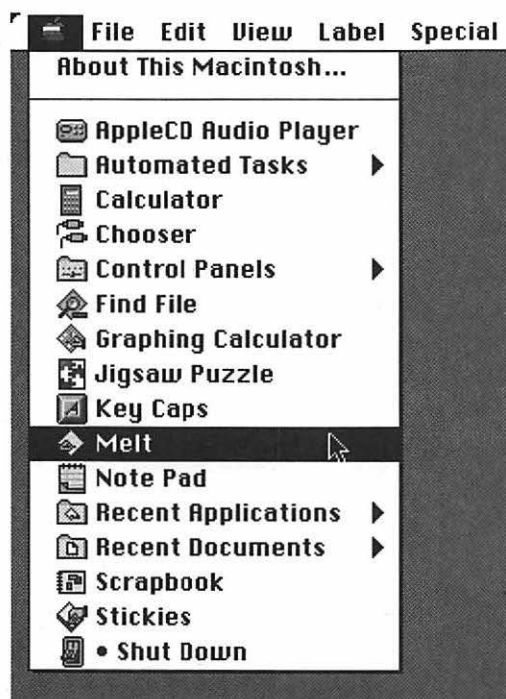 File Edit View Label Special
About This Macintosh...
AppleCD Audio Player
Automated Tasks
Calculator
Chooser
Control Panels
Find File
Graphing Calculator
Jigsaw Puzzle
Key Caps
Melt
Note Pad
Recent Applications
Recent Documents
Scrapbook
Stickies
• Shut Down